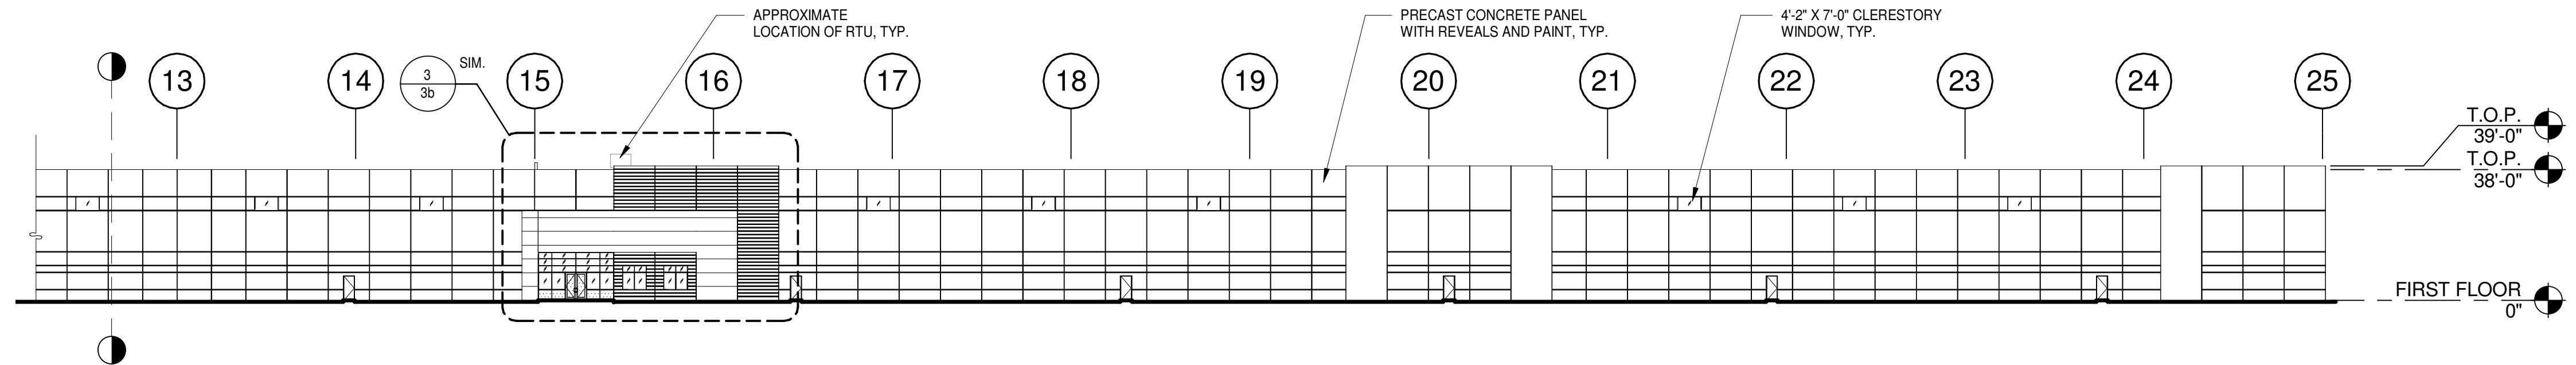 APPROXIMATE
LOCATION OF RTU, TYP.
PRECAST CONCRETE PANEL
WITH REVEALS AND PAINT, TYP.
4'-2" X 7'-0" CLERESTORY
WINDOW, TYP.
13
14
3
3b
SIM.
15
16
17
18
19
20
21
22
23
24
25
T.O.P.
39'-0"
T.O.P.
38'-0"
FIRST FLOOR
0"